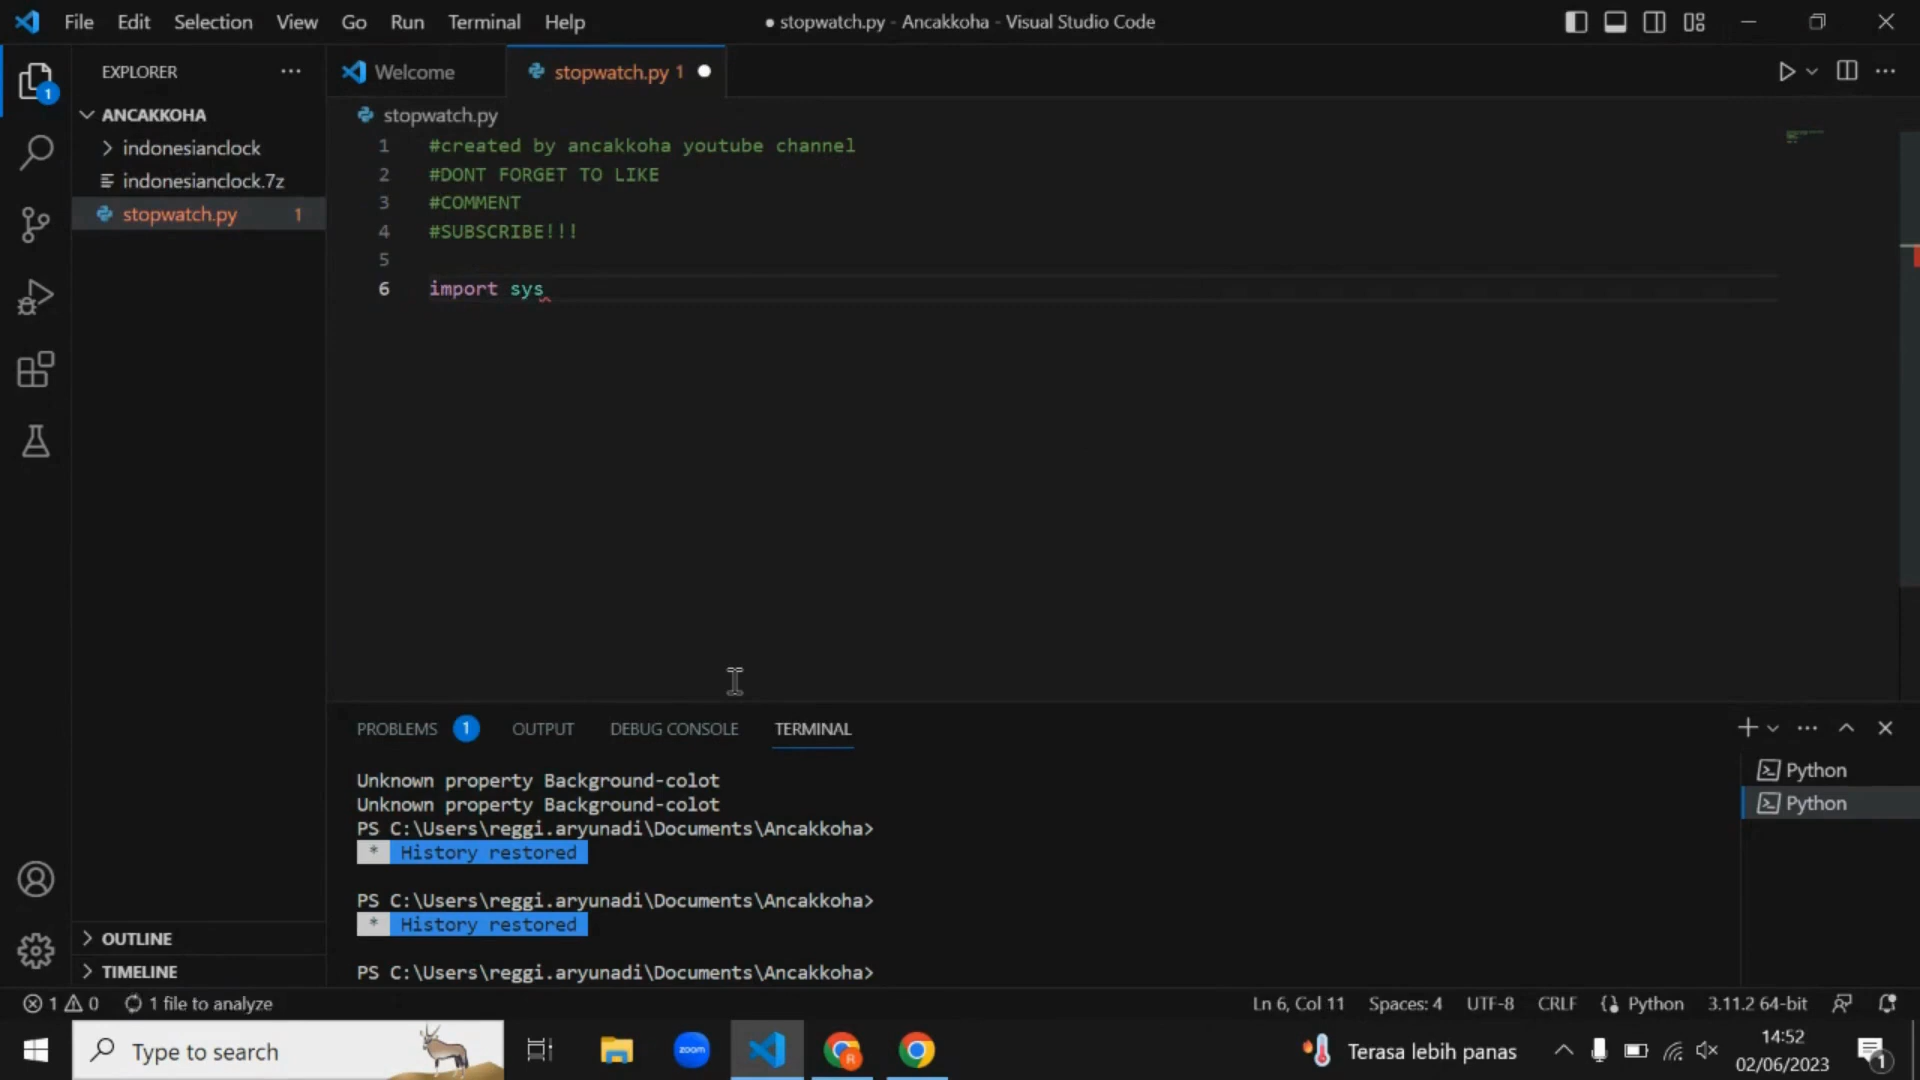 File Edit Selection View Go Run Terminal Help
● stopwatch.py - Ancakkoha - Visual Studio Code
EXPLORER
ANCAKKOHA
indonesianclock
indonesianclock.7z
stopwatch.py 1
1
Welcome
stopwatch.py 1
stopwatch.py
1 #created by ancakkoha youtube channel
2 #DONT FORGET TO LIKE
3 #COMMENT
4 #SUBSCRIBE!!!
5
6 import sys
PROBLEMS 1 OUTPUT DEBUG CONSOLE TERMINAL
Unknown property Background-colot
Unknown property Background-colot
PS C:\Users\reggi.aryunadi\Documents\Ancakkoha>
* History restored
PS C:\Users\reggi.aryunadi\Documents\Ancakkoha>
* History restored
PS C:\Users\reggi.aryunadi\Documents\Ancakkoha>
Python
Python
OUTLINE
TIMELINE
1 0 1 file to analyze
Ln 6, Col 11 Spaces: 4 UTF-8 CRLF Python 3.11.2 64-bit
Type to search
zoom
R
Terasa lebih panas
14:52
02/06/2023
1